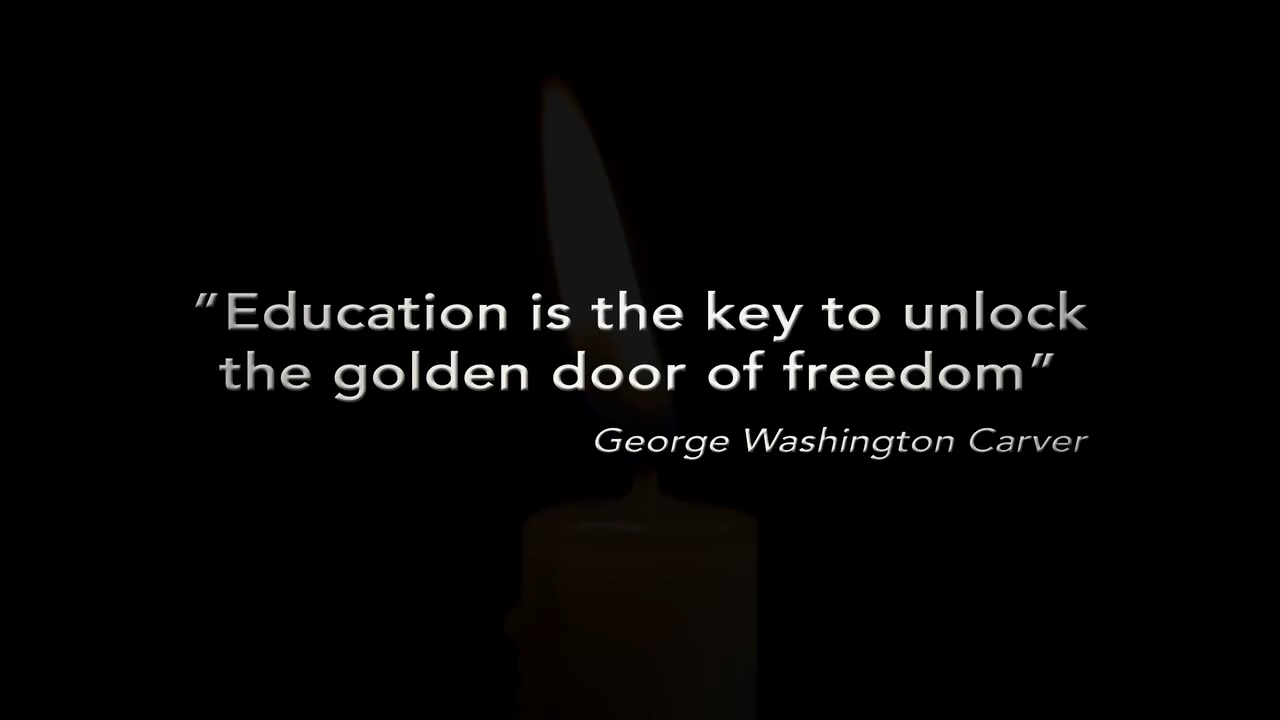 "Education is the key to unlock
the golden door of freedom"
George Washington Carver